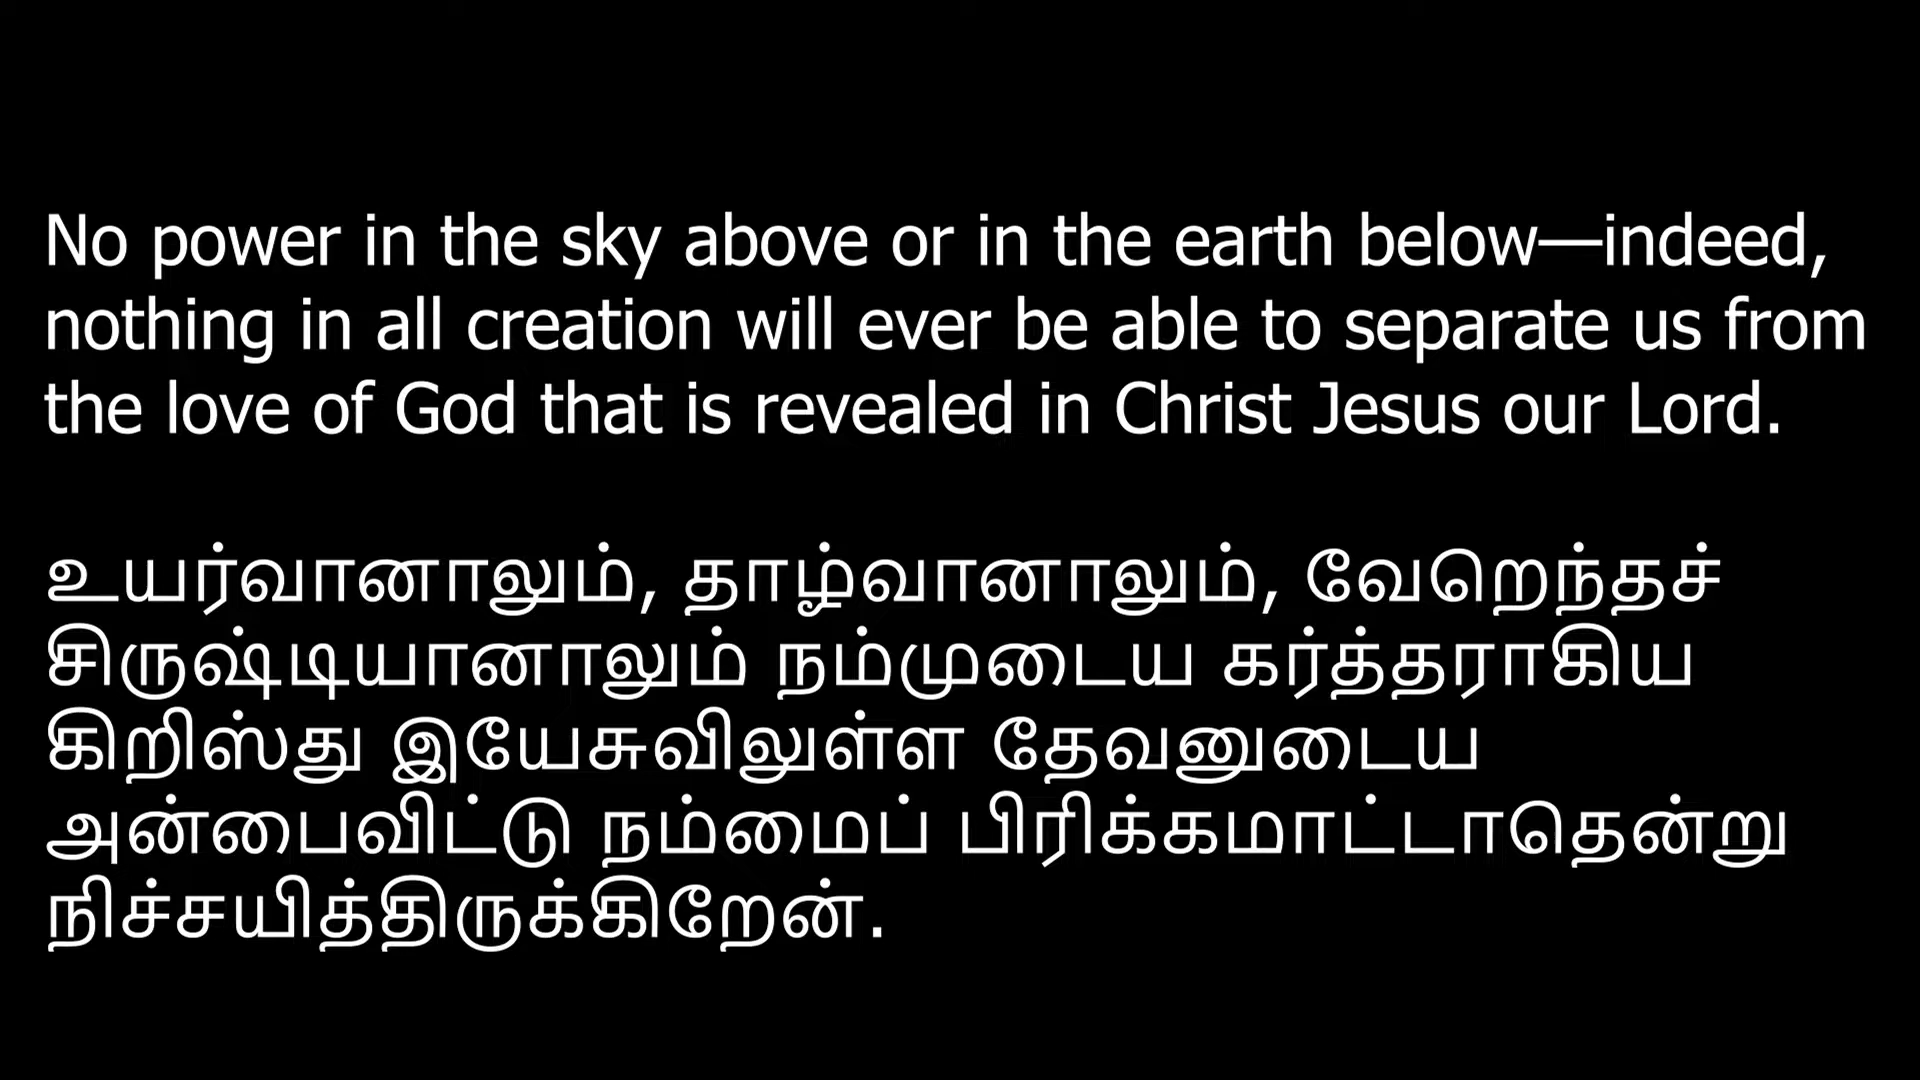 No power in the sky above or in the earth below—indeed,
nothing in all creation will ever be able to separate us from
the love of God that is revealed in Christ Jesus our Lord.
உயர்வானாலும், தாழ்வானாலும், வேறெந்தச்
சிருஷ்டியானாலும் நம்முடைய கர்த்தராகிய
கிறிஸ்து இயேசுவிலுள்ள தேவனுடைய
அன்பைவிட்டு நம்மைப் பிரிக்கமாட்டாதென்று
நிச்சயித்திருக்கிறேன்.